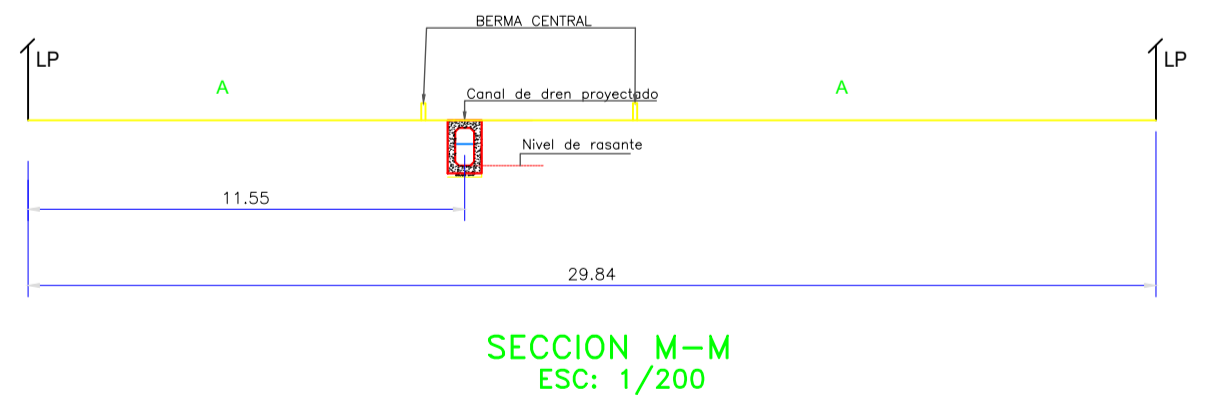 BERMA CENTRAL
LP
LP
A
A
Canal de dren proyectado
Nivel de rasante
11.55
29.84
SECCION M-M
ESC: 1/200